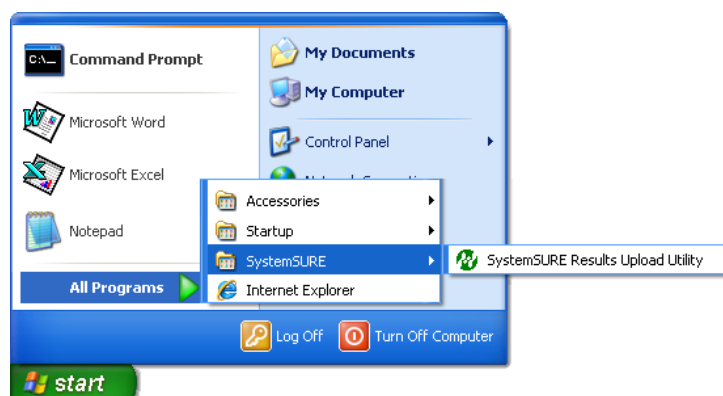 Command Prompt
Microsoft Word
Microsoft Excel
Notepad
All Programs
My Documents
My Computer
Control Panel
Accessories
Startup
SystemSURE
Internet Explorer
SystemSURE Results Upload Utility
Log Off
Turn Off Computer
start